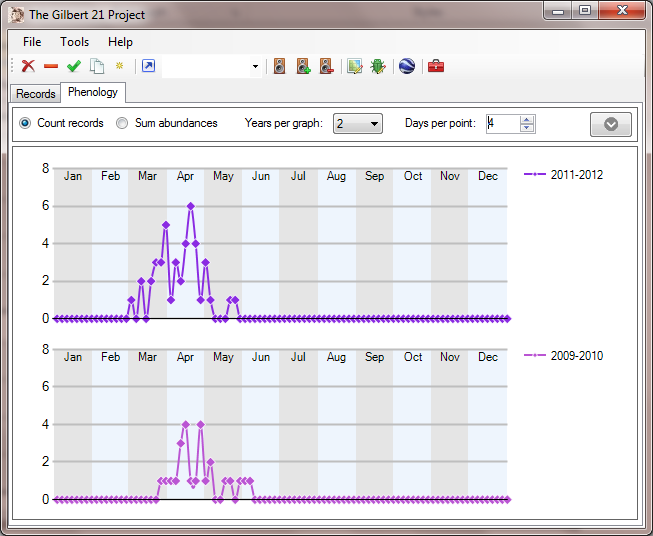 The Gilbert 21 Project
File Tools Help
Records Phenology
Count records Sum abundances Years per graph: 2 Days per point: 4
8 Jan Feb Mar Apr May Jun Jul Aug Sep Oct Nov Dec 2011-2012
6
4
2
0
8 Jan Feb Mar Apr May Jun Jul Aug Sep Oct Nov Dec 2009-2010
6
4
2
0